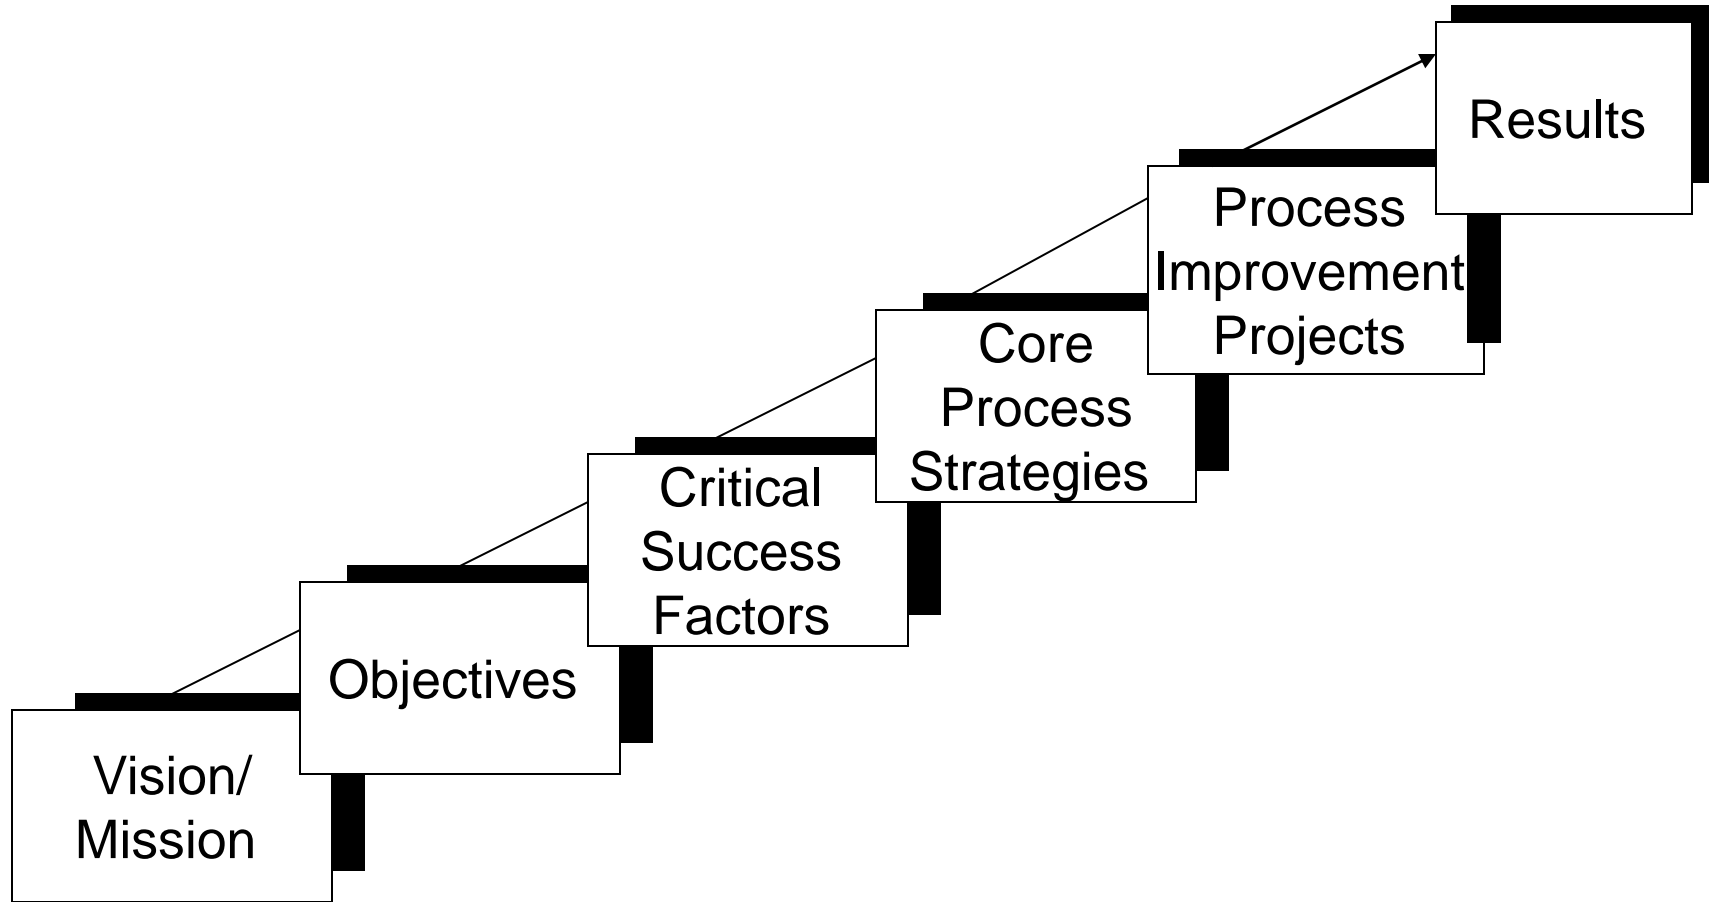 Vision/
Mission
Objectives
Critical
Success
Factors
Core
Process
Strategies
Process
Improvement
Projects
Results